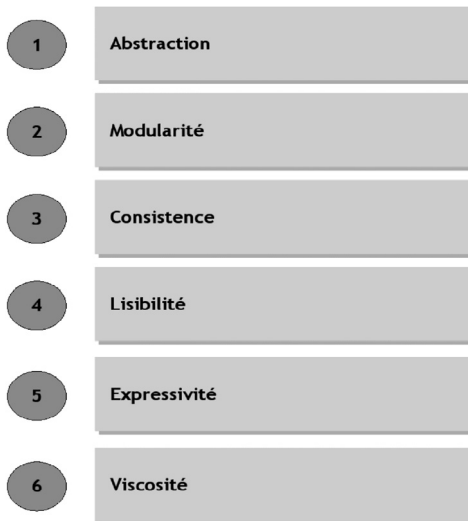 1 Abstraction
2 Modularité
3 Consistence
4 Lisibilité
5 Expressivité
6 Viscosité